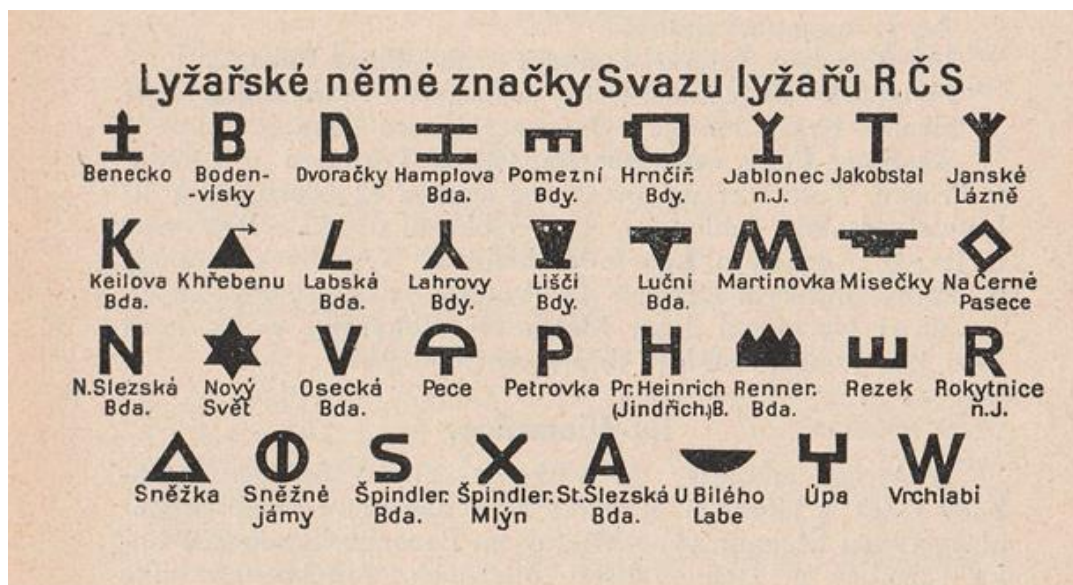 Lyžařské němé značky Svazu lyžařů R.Č S
B D T
Benecko Boden- Dvoračky Hamplova Pomezní Hrnčíř. Jablonec Jakobstal Janské
-visky Bda. Bdy. Bdy. n.J. Lázně
K L M
Keilova Khřebenu Labská Lahrovy Lišči Luční Martinovka Misečky Na Černé
Bda. Bda. Bdy. Bdy. Bda. Pasece
N V P H R
N.Slezská Nový Osecká Pece Petrovka Pr.Heinrich Renner. Rezek Rokytnice
Bda. Svět Bda. (Jindřich.)B. Bda. n.J.
S X A W
Sněžka Sněžné Špindler. Špindler. St.Slezská U Bílého Úpa Vrchlabi
jámy Bda. Mlýn Bda. Labe